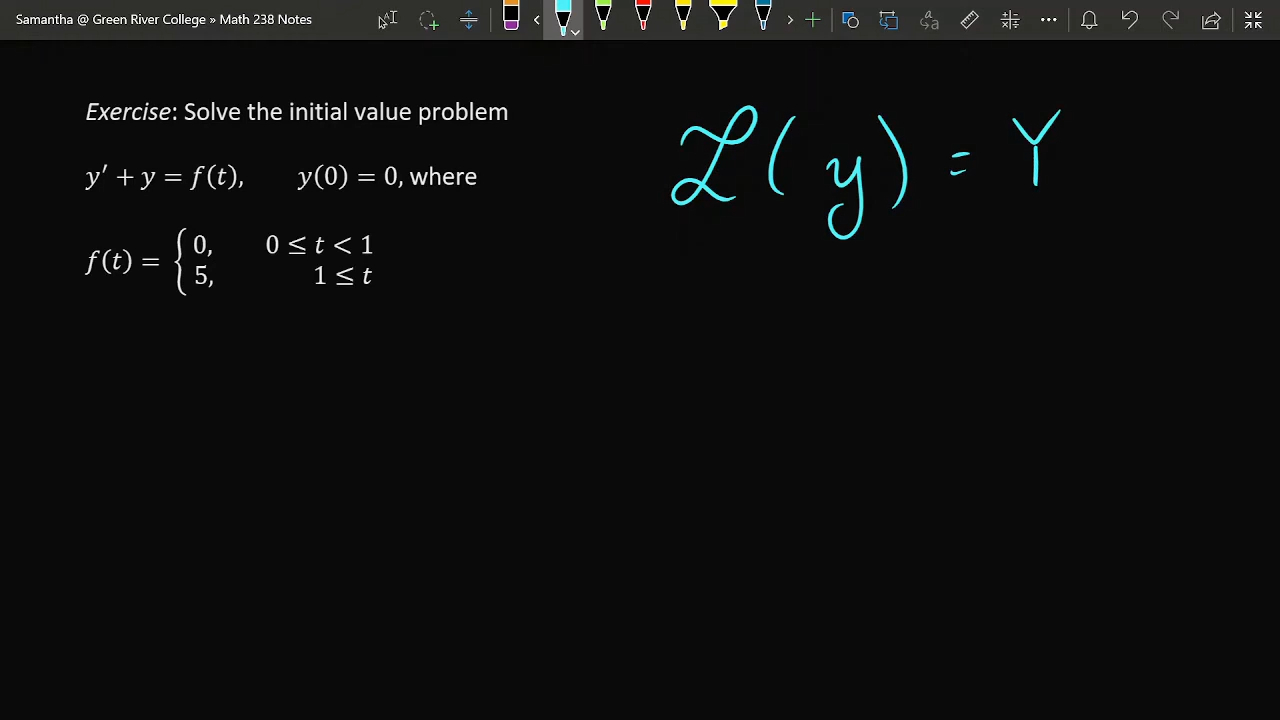 Samantha @ Green River College » Math 238 Notes
Exercise: Solve the initial value problem
y′ + y = f(t), y(0) = 0, where
f(t) = { 0, 0 ≤ t < 1
5, 1 ≤ t
ℒ(y) = Y